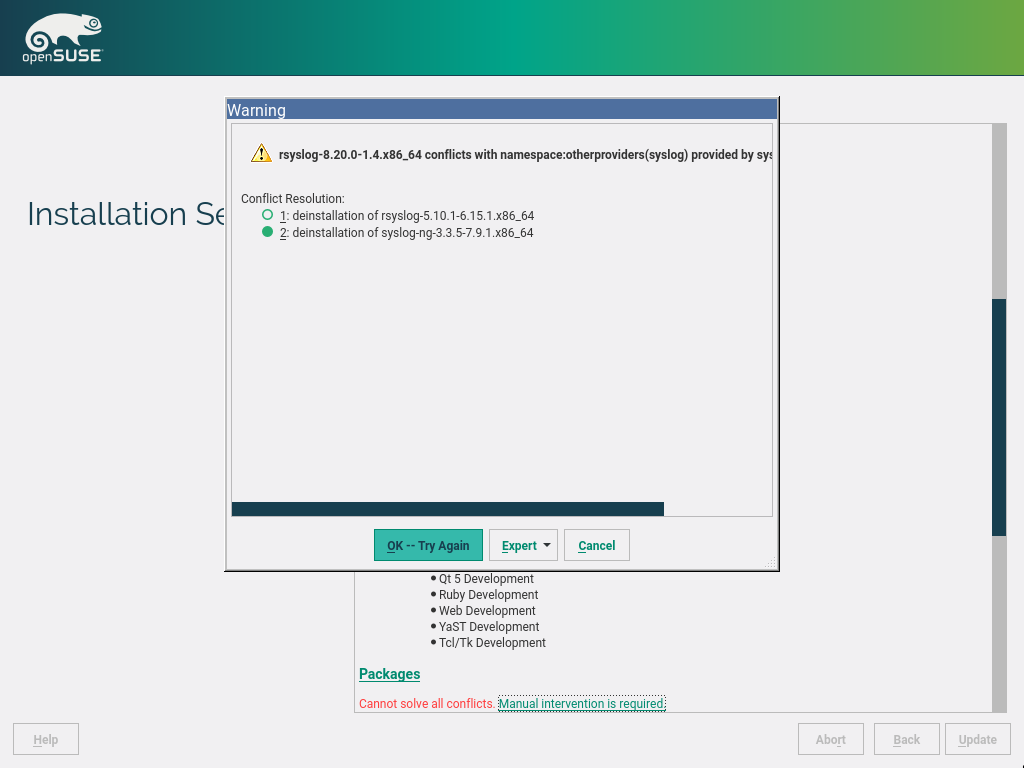 openSUSE
Warning
rsyslog-8.20.0-1.4.x86_64 conflicts with namespace:otherproviders(syslog) provided by sys
Installation Se
Conflict Resolution:
1: deinstallation of rsyslog-5.10.1-6.15.1.x86_64
2: deinstallation of syslog-ng-3.3.5-7.9.1.x86_64
OK -- Try Again
Expert
Cancel
Qt 5 Development
Ruby Development
Web Development
YaST Development
Tcl/Tk Development
Packages
Cannot solve all conflicts. Manual intervention is required.
Help
Abort
Back
Update